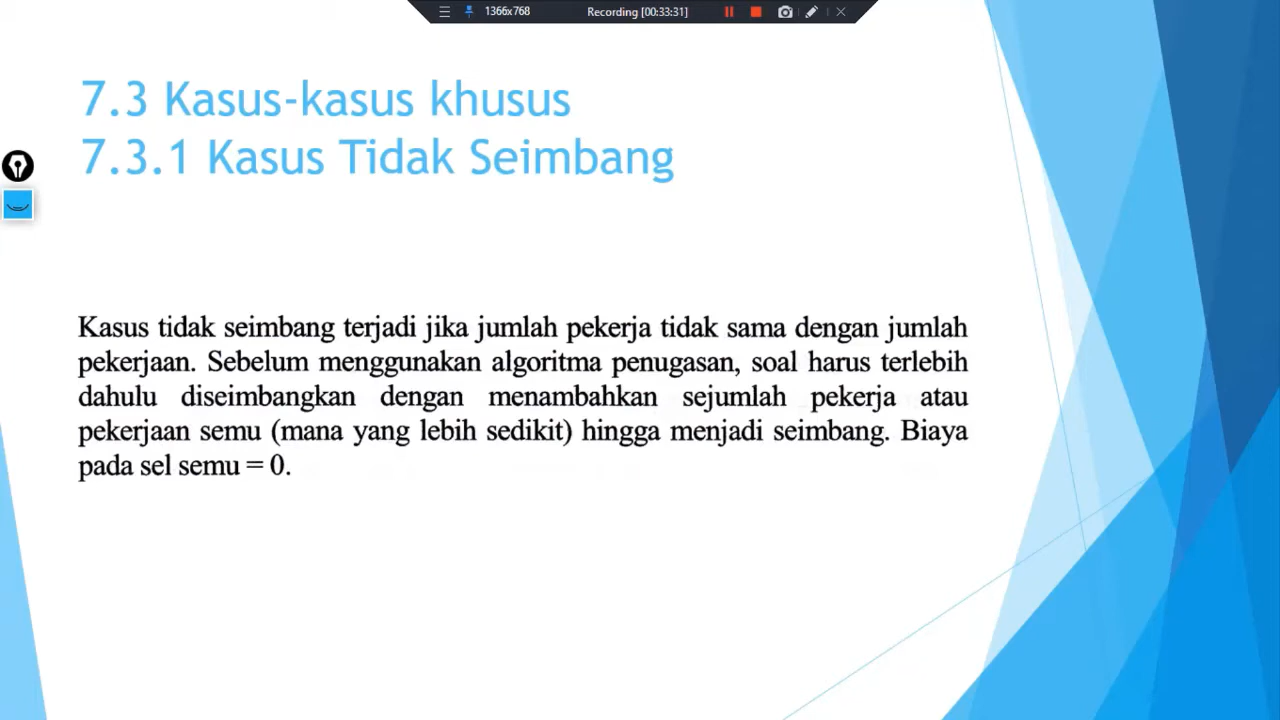 1366x768
Recording [00:33:31]
7.3 Kasus-kasus khusus
7.3.1 Kasus Tidak Seimbang
Kasus tidak seimbang terjadi jika jumlah pekerja tidak sama dengan jumlah
pekerjaan. Sebelum menggunakan algoritma penugasan, soal harus terlebih
dahulu diseimbangkan dengan menambahkan sejumlah pekerja atau
pekerjaan semu (mana yang lebih sedikit) hingga menjadi seimbang. Biaya
pada sel semu = 0.